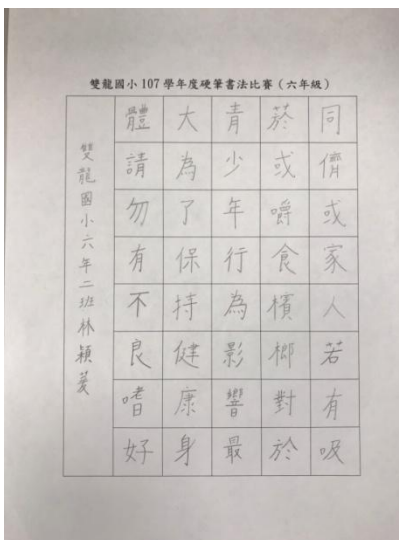 雙龍國小107學年度硬筆書法比賽（六年級）
同儕或家人若有吸
菸或嚼食檳榔對於
青少年行為影響最
大為了保持健康身
體請勿有不良嗜好
雙龍國小六年二班林穎蔆